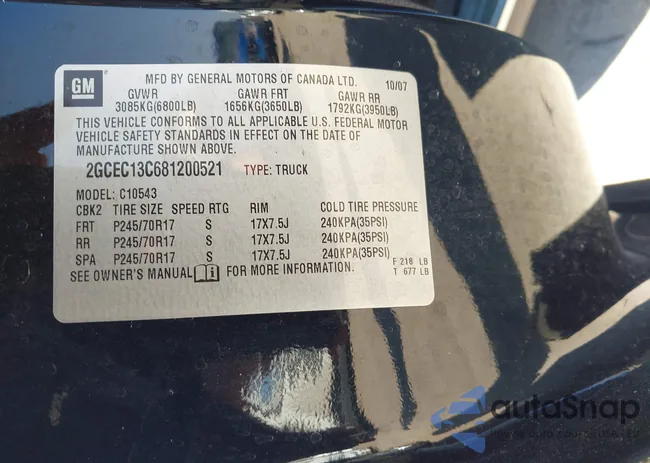 GM
MFD BY GENERAL MOTORS OF CANADA LTD. 10/07
GVWR GAWR FRT GAWR RR
3085KG(6800LB) 1656KG(3650LB) 1792KG(3950LB)
THIS VEHICLE CONFORMS TO ALL APPLICABLE U.S. FEDERAL MOTOR
VEHICLE SAFETY STANDARDS IN EFFECT ON THE DATE OF
MANUFACTURE SHOWN ABOVE.
2GCEC13C681200521 TYPE: TRUCK
MODEL: C10543
CBK2 TIRE SIZE SPEED RTG RIM COLD TIRE PRESSURE
FRT P245/70R17 S 17X7.5J 240KPA(35PSI)
RR P245/70R17 S 17X7.5J 240KPA(35PSI)
SPA P245/70R17 S 17X7.5J 240KPA(35PSI)
SEE OWNER'S MANUAL FOR MORE INFORMATION.
F 218 LB
T 677 LB
autoSnap